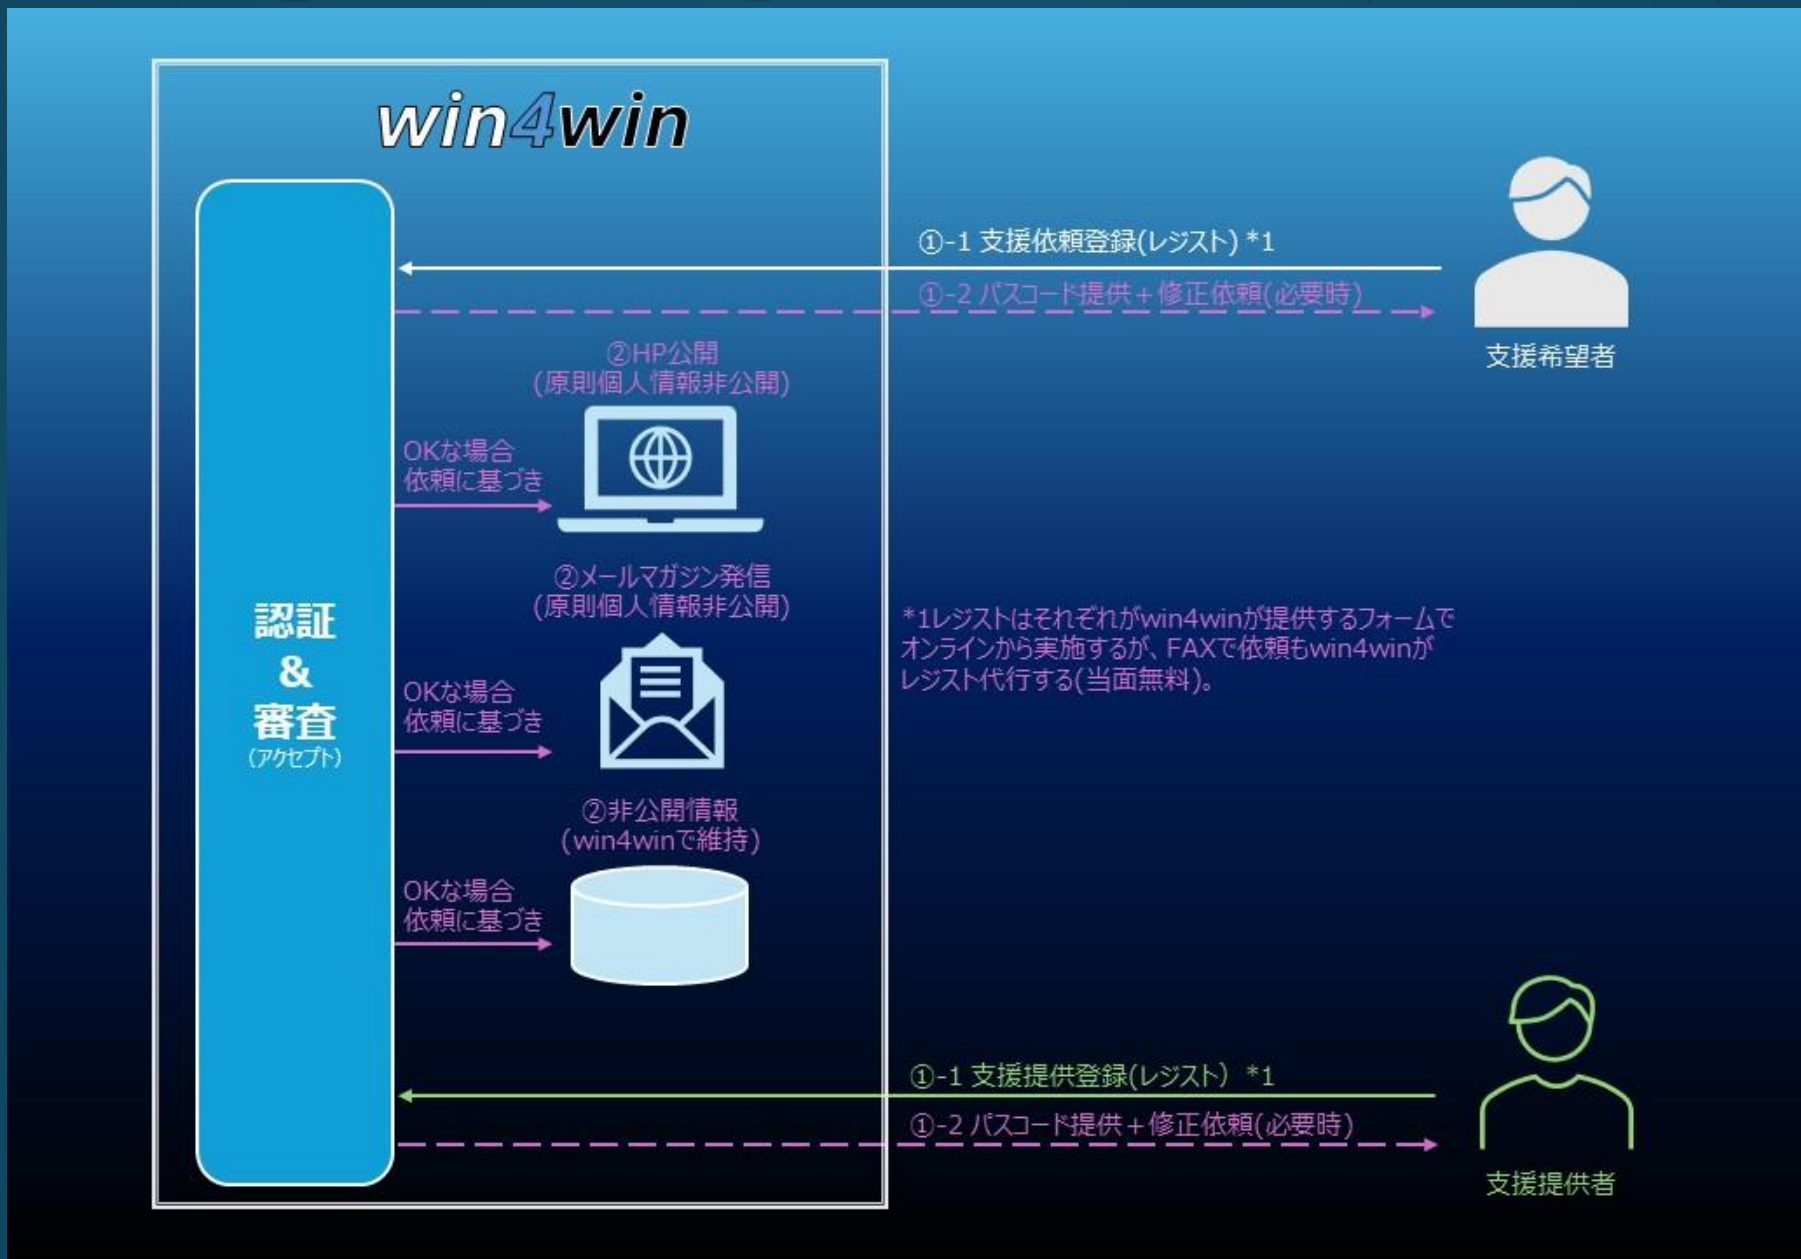 win4win
①-1 支援依頼登録(レジスト) *1
①-2 パスコード提供＋修正依頼(必要時)
支援希望者
②HP公開
(原則個人情報非公開)
OKな場合
依頼に基づき
②メールマガジン発信
(原則個人情報非公開)
認証
&
審査
(アクセプト)
OKな場合
依頼に基づき
*1レジストはそれぞれがwin4winが提供するフォームで
オンラインから実施するが、FAXで依頼もwin4winが
レジスト代行する(当面無料)。
②非公開情報
(win4winで維持)
OKな場合
依頼に基づき
①-1 支援提供登録(レジスト） *1
①-2 パスコード提供＋修正依頼(必要時)
支援提供者